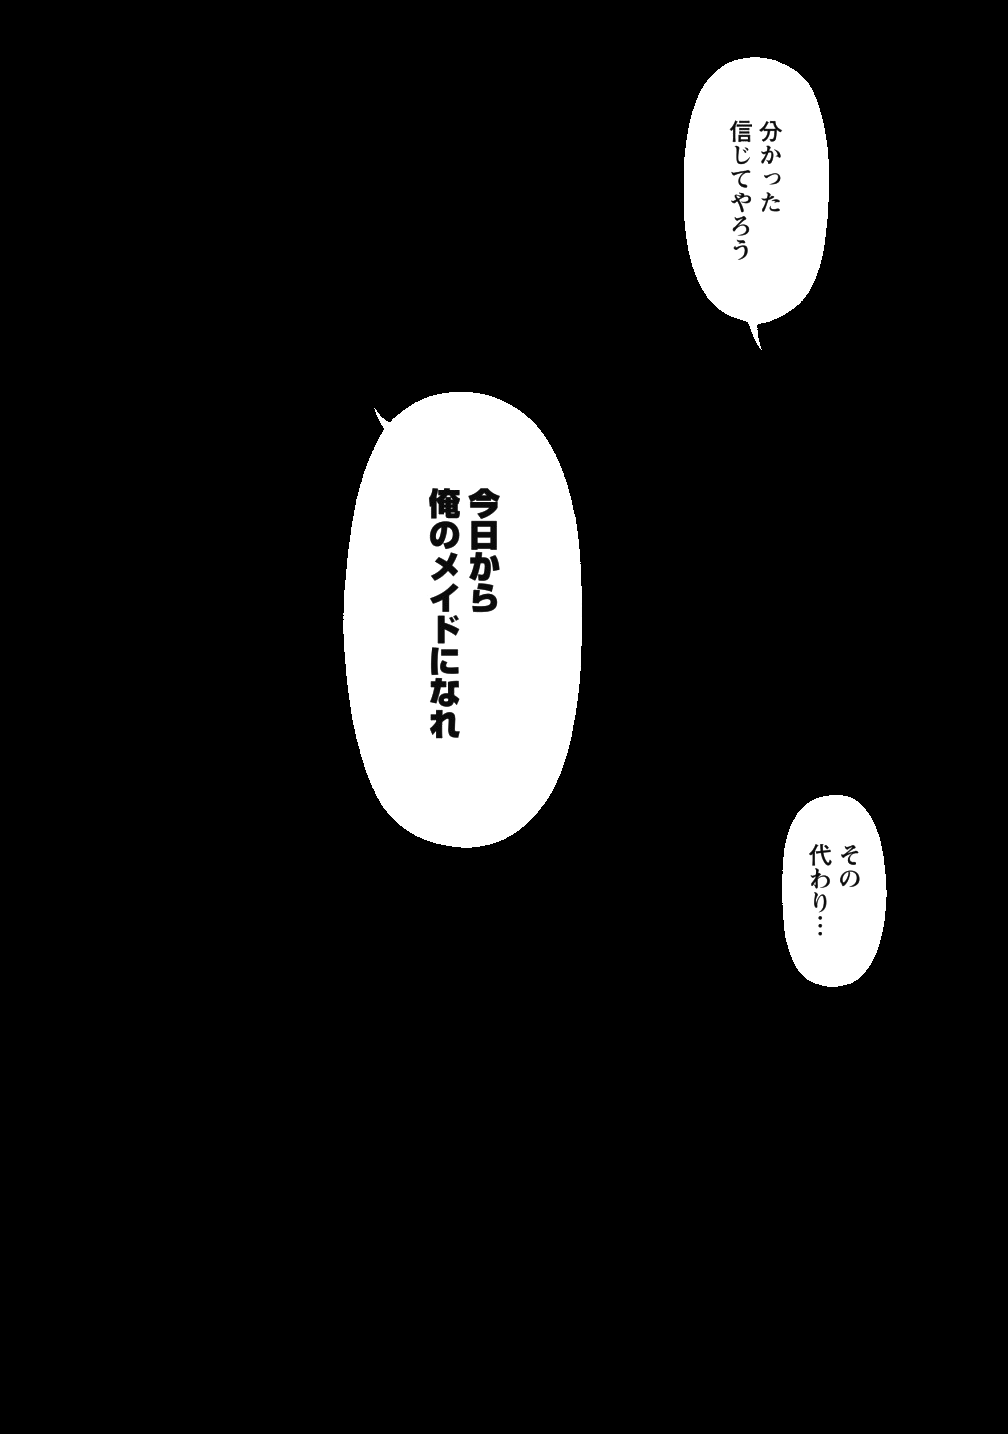 分かった
信じてやろう
その
代わり…
今日から
俺のメイドになれ